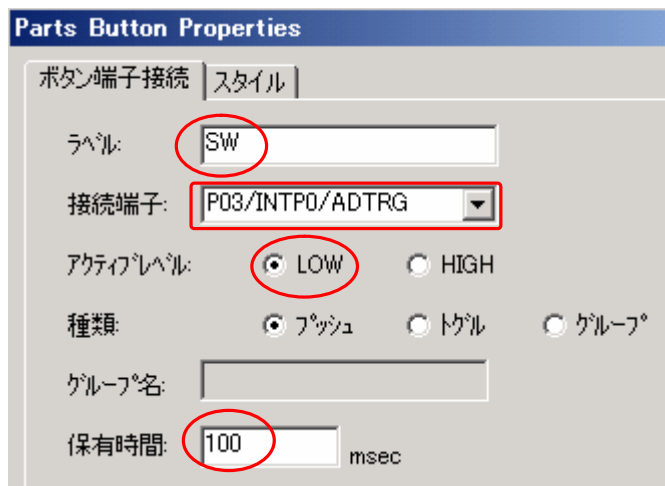 Parts Button Properties
ボタン端子接続 スタイル
ﾗﾍﾞﾙ: SW
接続端子: P03/INTP0/ADTRG
ｱｸﾃｨﾌﾞﾚﾍﾞﾙ: LOW HIGH
種類: ﾌﾟｯｼｭ ﾄｸﾞﾙ ｸﾞﾙｰﾌﾟ
ｸﾞﾙｰﾌﾟ名:
保有時間: 100 msec